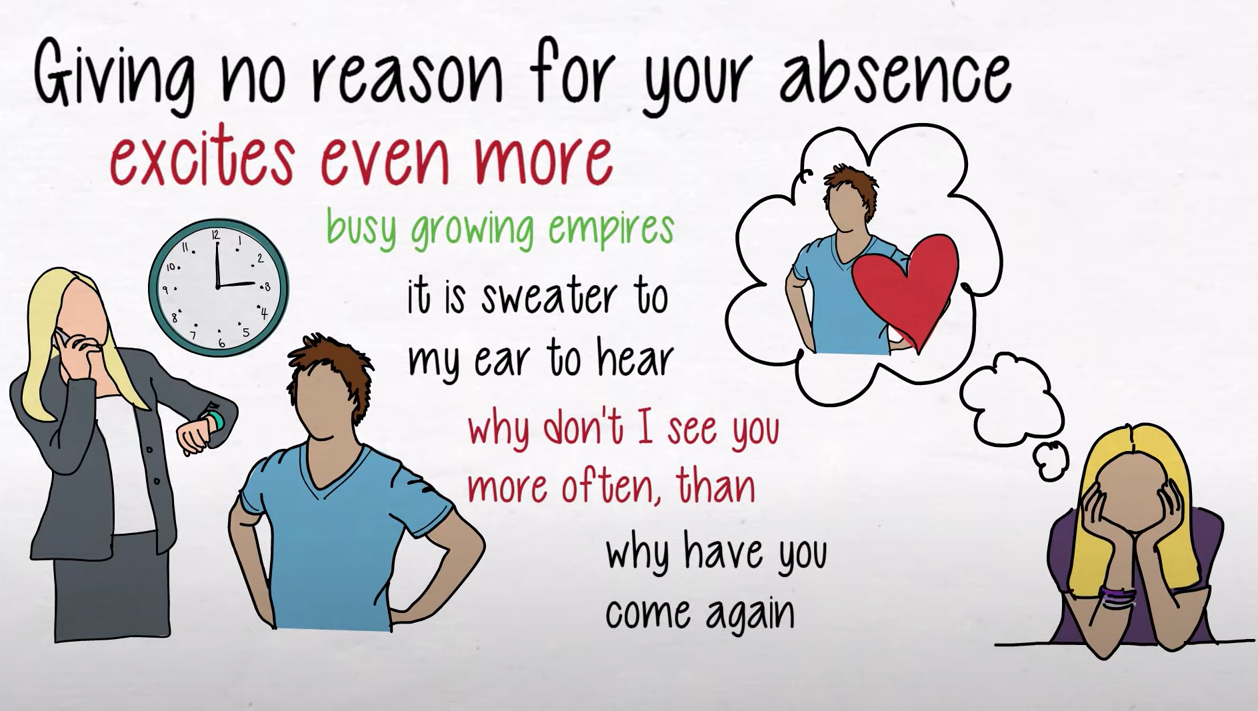 Giving no reason for your absence
excites even more
busy growing empires
it is sweater to
my ear to hear
why don't I see you
more often, than
why have you
come again
12
1
2
3
4
5
6
7
8
9
10
11